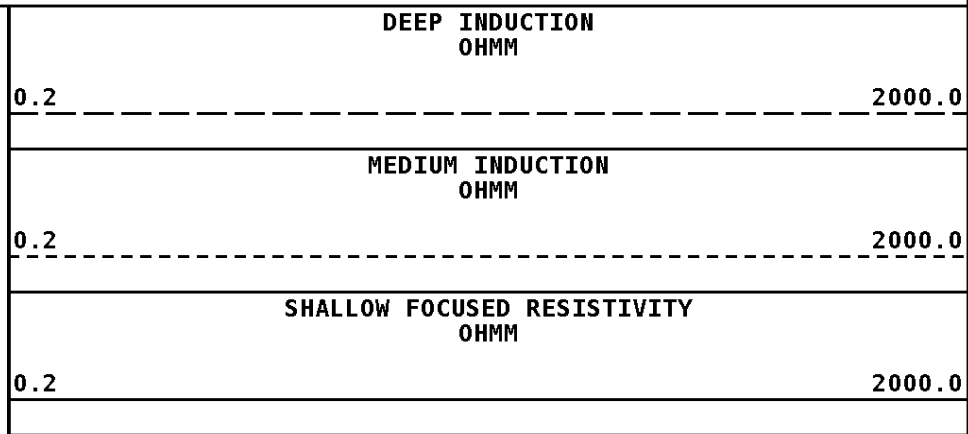 DEEP INDUCTION
OHMM
0.2 2000.0
MEDIUM INDUCTION
OHMM
0.2 2000.0
SHALLOW FOCUSED RESISTIVITY
OHMM
0.2 2000.0